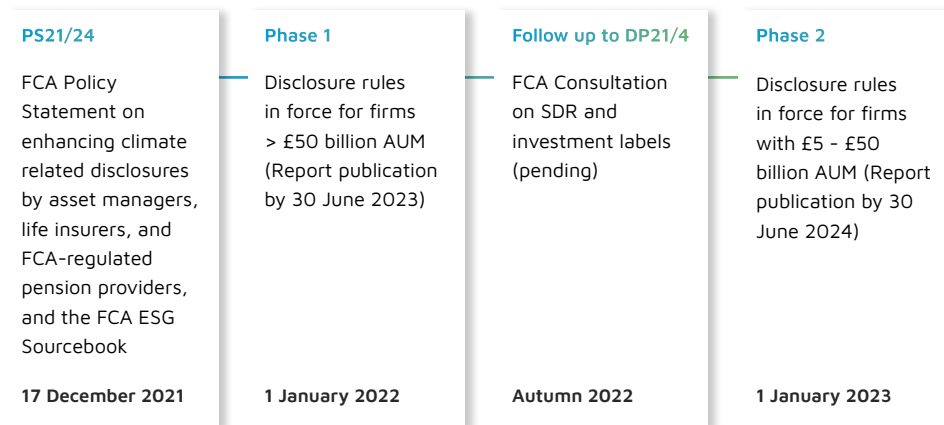 PS21/24
FCA Policy
Statement on
enhancing climate
related disclosures
by asset managers,
life insurers, and
FCA-regulated
pension providers,
and the FCA ESG
Sourcebook
17 December 2021
Phase 1
Disclosure rules
in force for firms
> £50 billion AUM
(Report publication
by 30 June 2023)
1 January 2022
Follow up to DP21/4
FCA Consultation
on SDR and
investment labels
(pending)
Autumn 2022
Phase 2
Disclosure rules
in force for firms
with £5 - £50
billion AUM (Report
publication by 30
June 2024)
1 January 2023